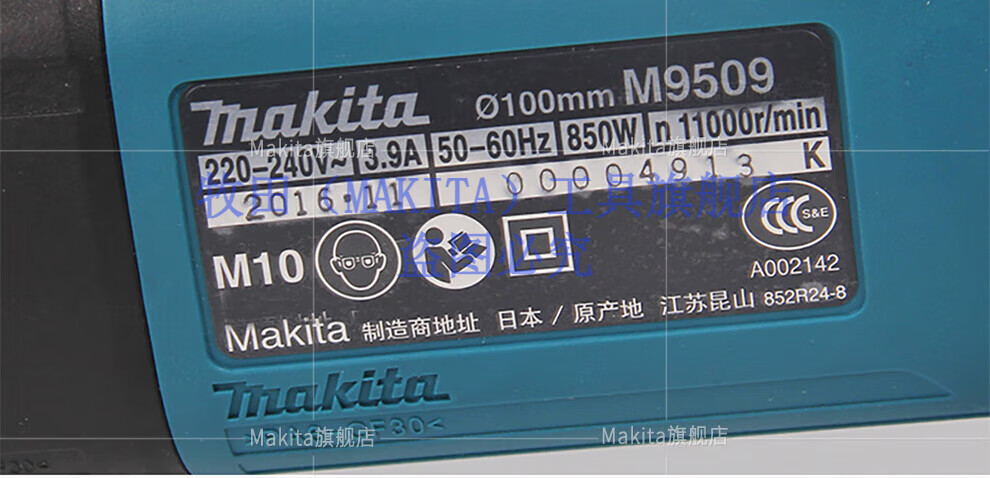 makita Ø100mm M9509
220-240V~ 3.9A 50-60Hz 850W n 11000r/min
2016.11 00004913 K
M10
S&E
A002142
Makita 制造商地址 日本 / 原产地 江苏昆山 852R24-8
makita
Makita旗舰店
Makita旗舰店
牧田（MAKITA）工具旗舰店
盗图必究
Makita旗舰店
Makita旗舰店